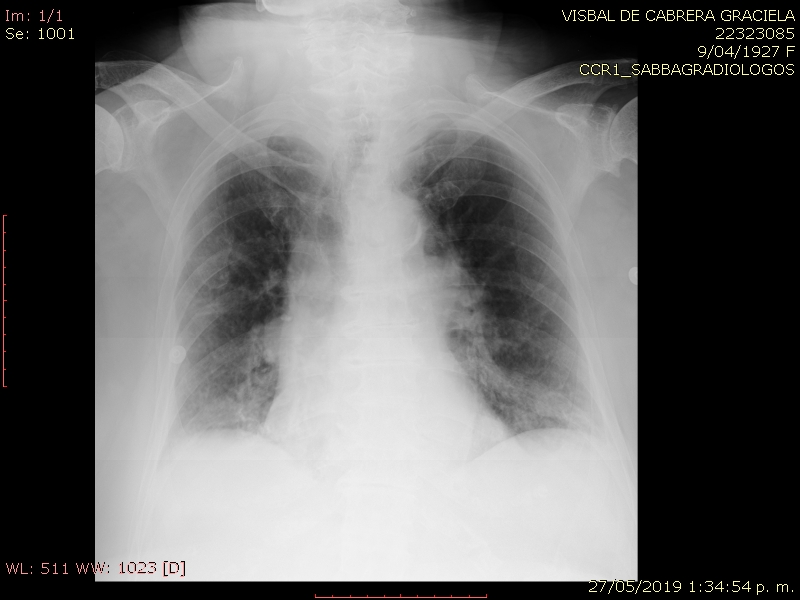 Im: 1/1
Se: 1001
VISBAL DE CABRERA GRACIELA
22323085
9/04/1927 F
CCR1_SABBAGRADIOLOGOS
WL: 511 WW: 1023 [D]
27/05/2019 1:34:54 p. m.